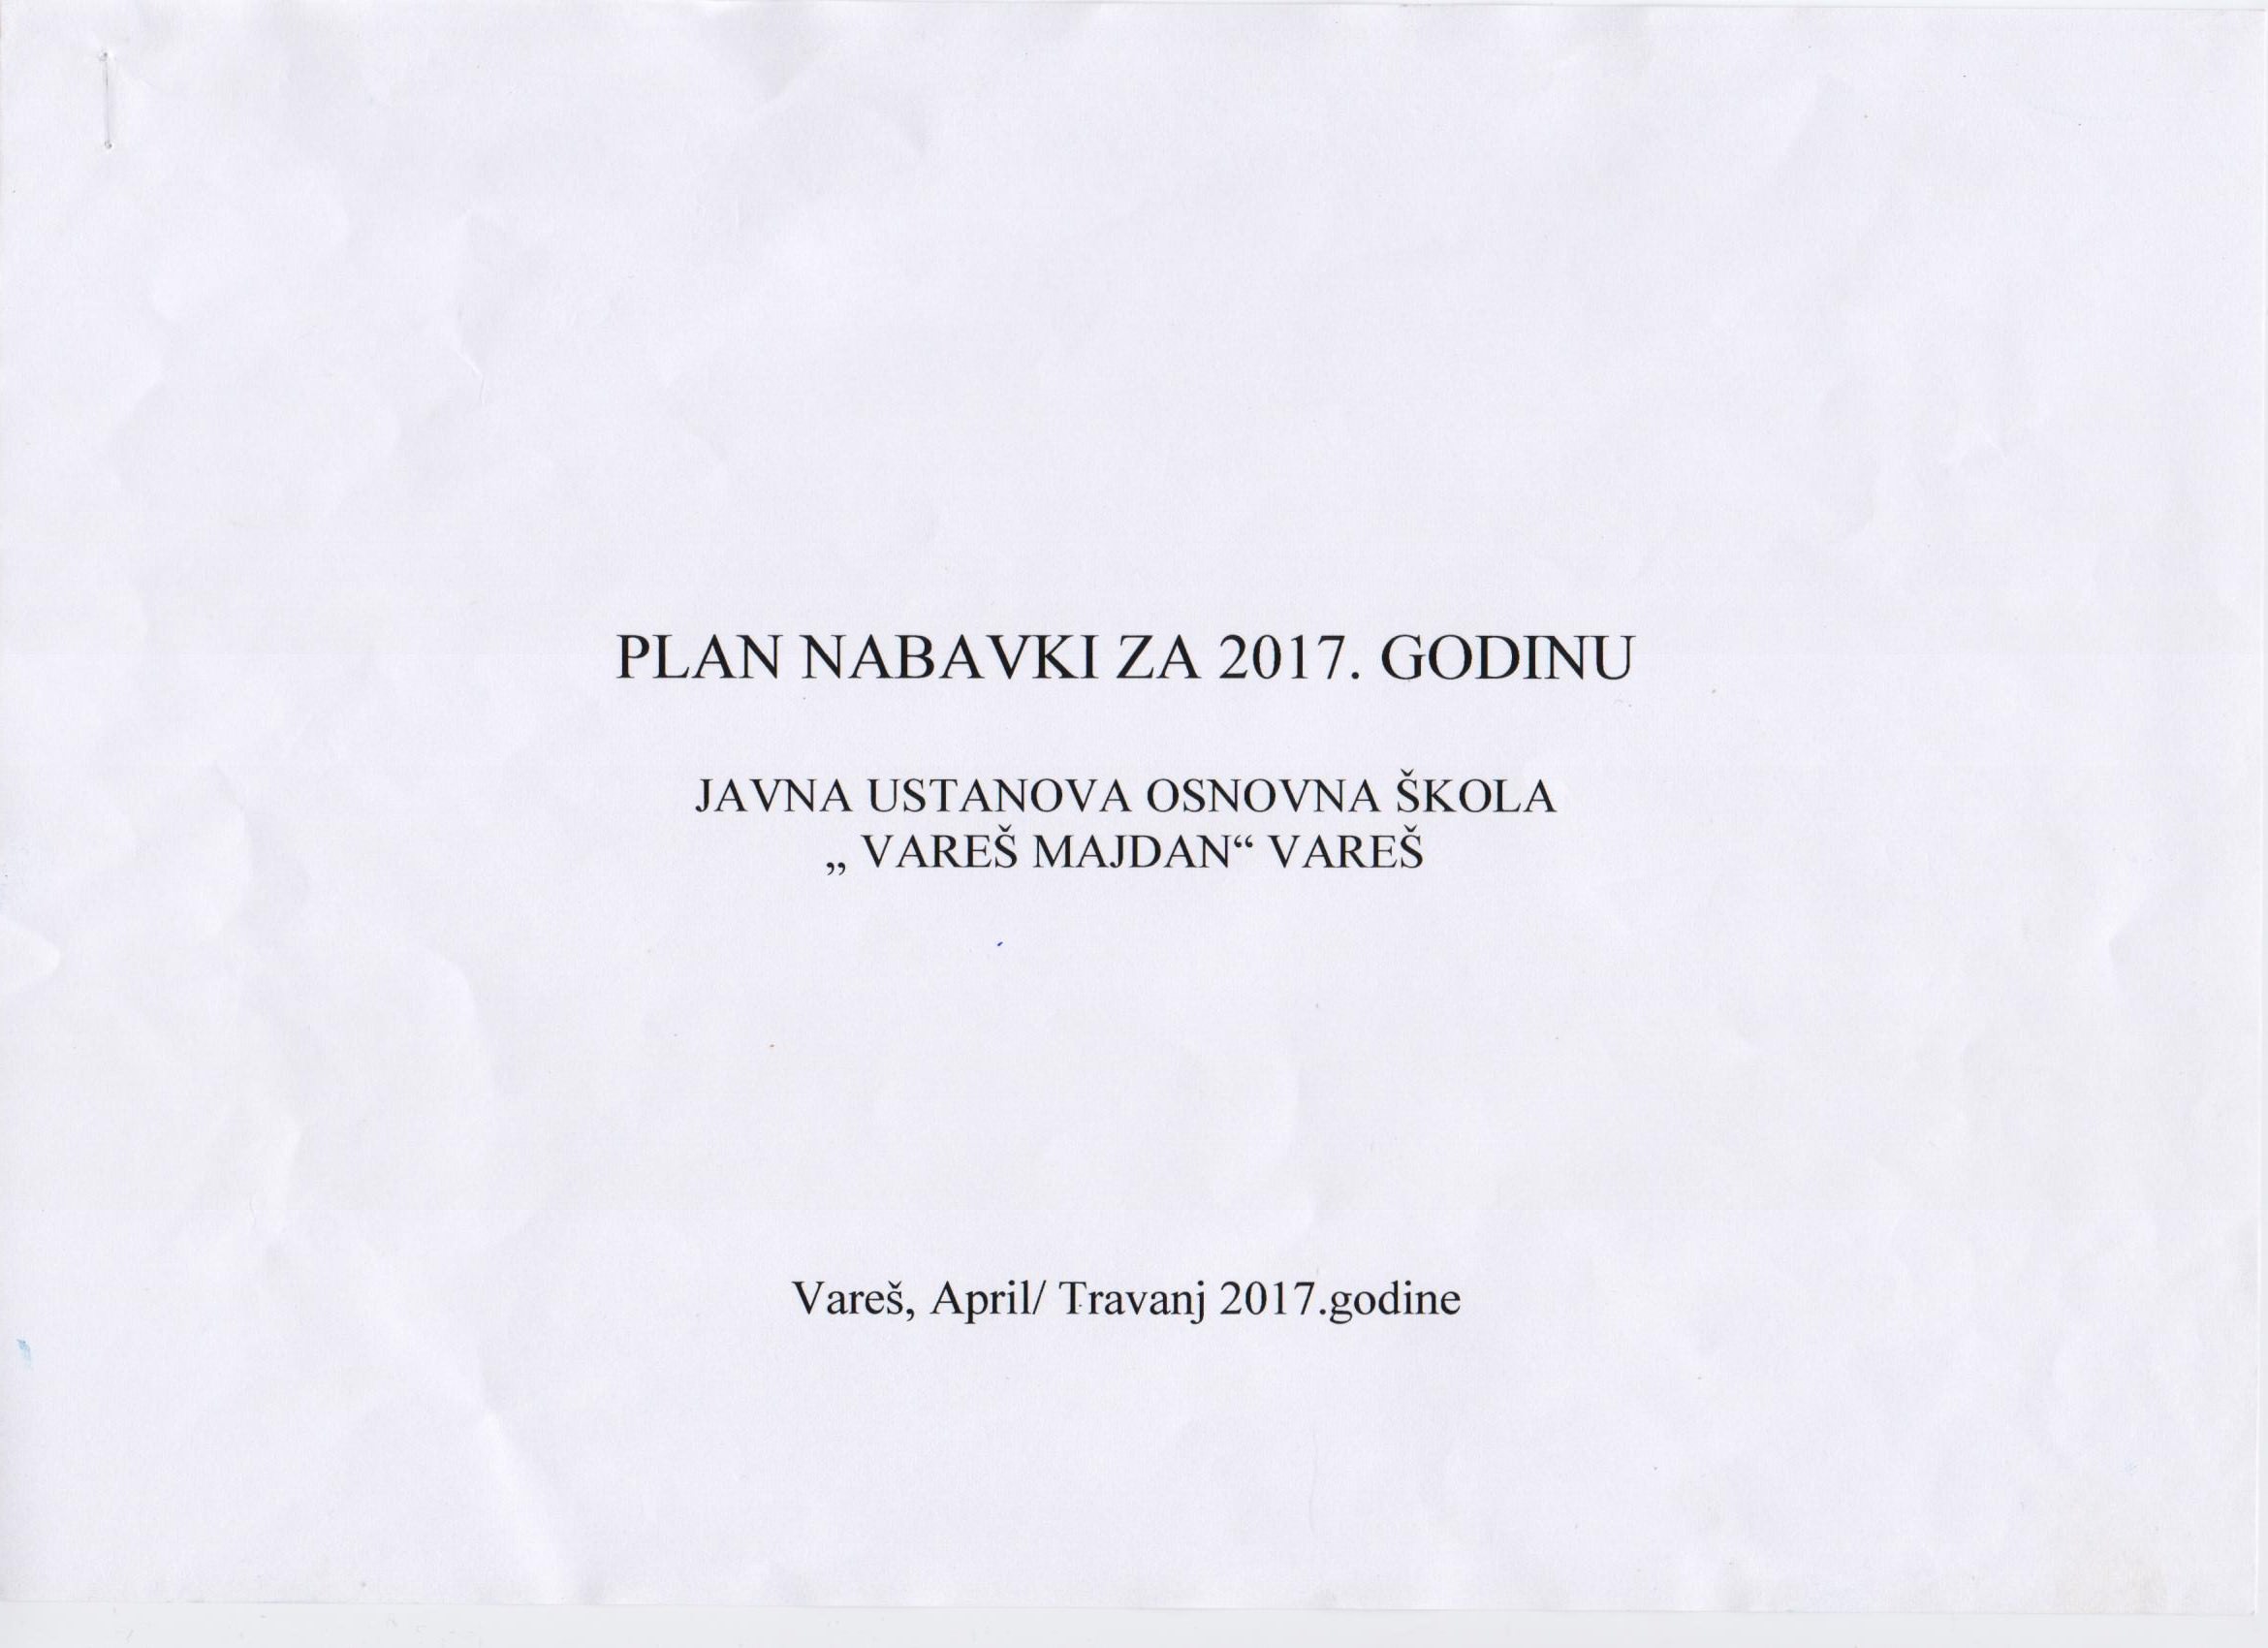 PLAN NABAVKI ZA 2017. GODINU
JAVNA USTANOVA OSNOVNA ŠKOLA
„ VAREŠ MAJDAN“ VAREŠ
Vareš, April/ Travanj 2017.godine